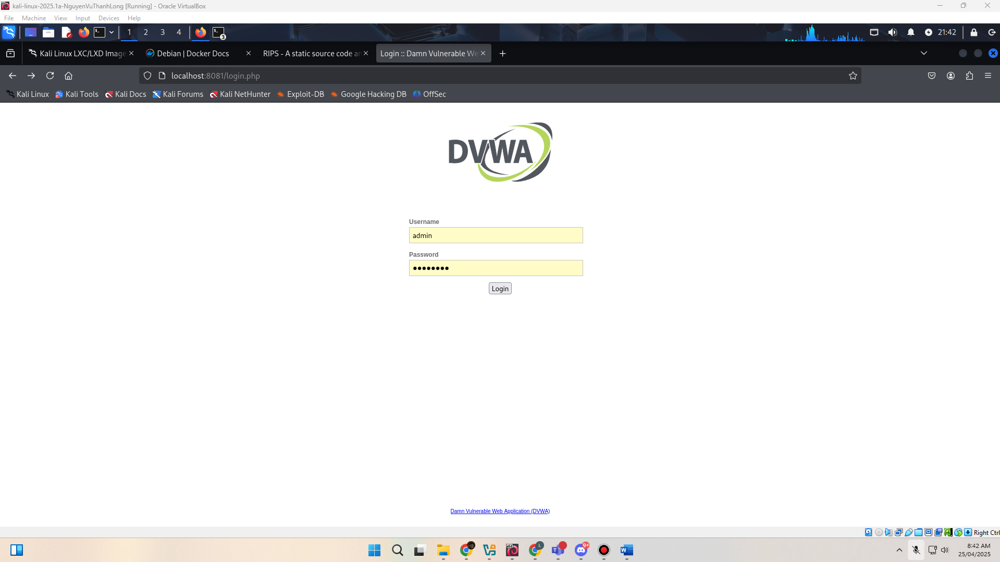 kali-linux-2025.1a-NguyenVuThanhLong [Running] - Oracle VirtualBox
File Machine View Input Devices Help
1 2 3 4 3 21:42
Kali Linux LXC/LXD Image Debian | Docker Docs RIPS - A static source code an Login :: Damn Vulnerable We
localhost:8081/login.php
Kali Linux Kali Tools Kali Docs Kali Forums Kali NetHunter Exploit-DB Google Hacking DB OffSec
DVWA
Username
admin
Password
Login
Damn Vulnerable Web Application (DVWA)
Right Ctrl
8:42 AM
25/04/2025